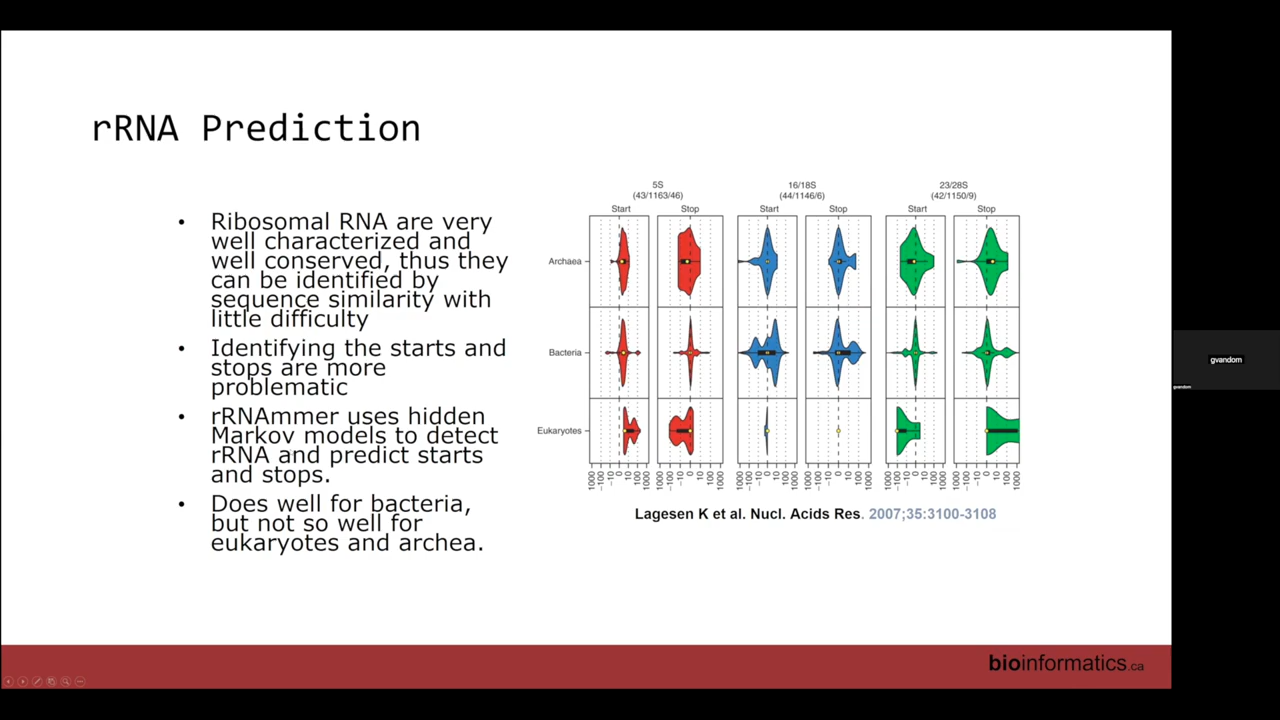 rRNA Prediction
• Ribosomal RNA are very
well characterized and
well conserved, thus they
can be identified by
sequence similarity with
little difficulty
• Identifying the starts and
stops are more
problematic
• rRNAmmer uses hidden
Markov models to detect
rRNA and predict starts
and stops.
• Does well for bacteria,
but not so well for
eukaryotes and archea.
5S 16/18S 23/28S
(43/1163/46) (44/1146/6) (42/1150/9)
Start Stop Start Stop Start Stop
Archaea
Bacteria
Eukaryotes
Lagesen K et al. Nucl. Acids Res. 2007;35:3100-3108
gvandom
gvandom
bioinformatics.ca